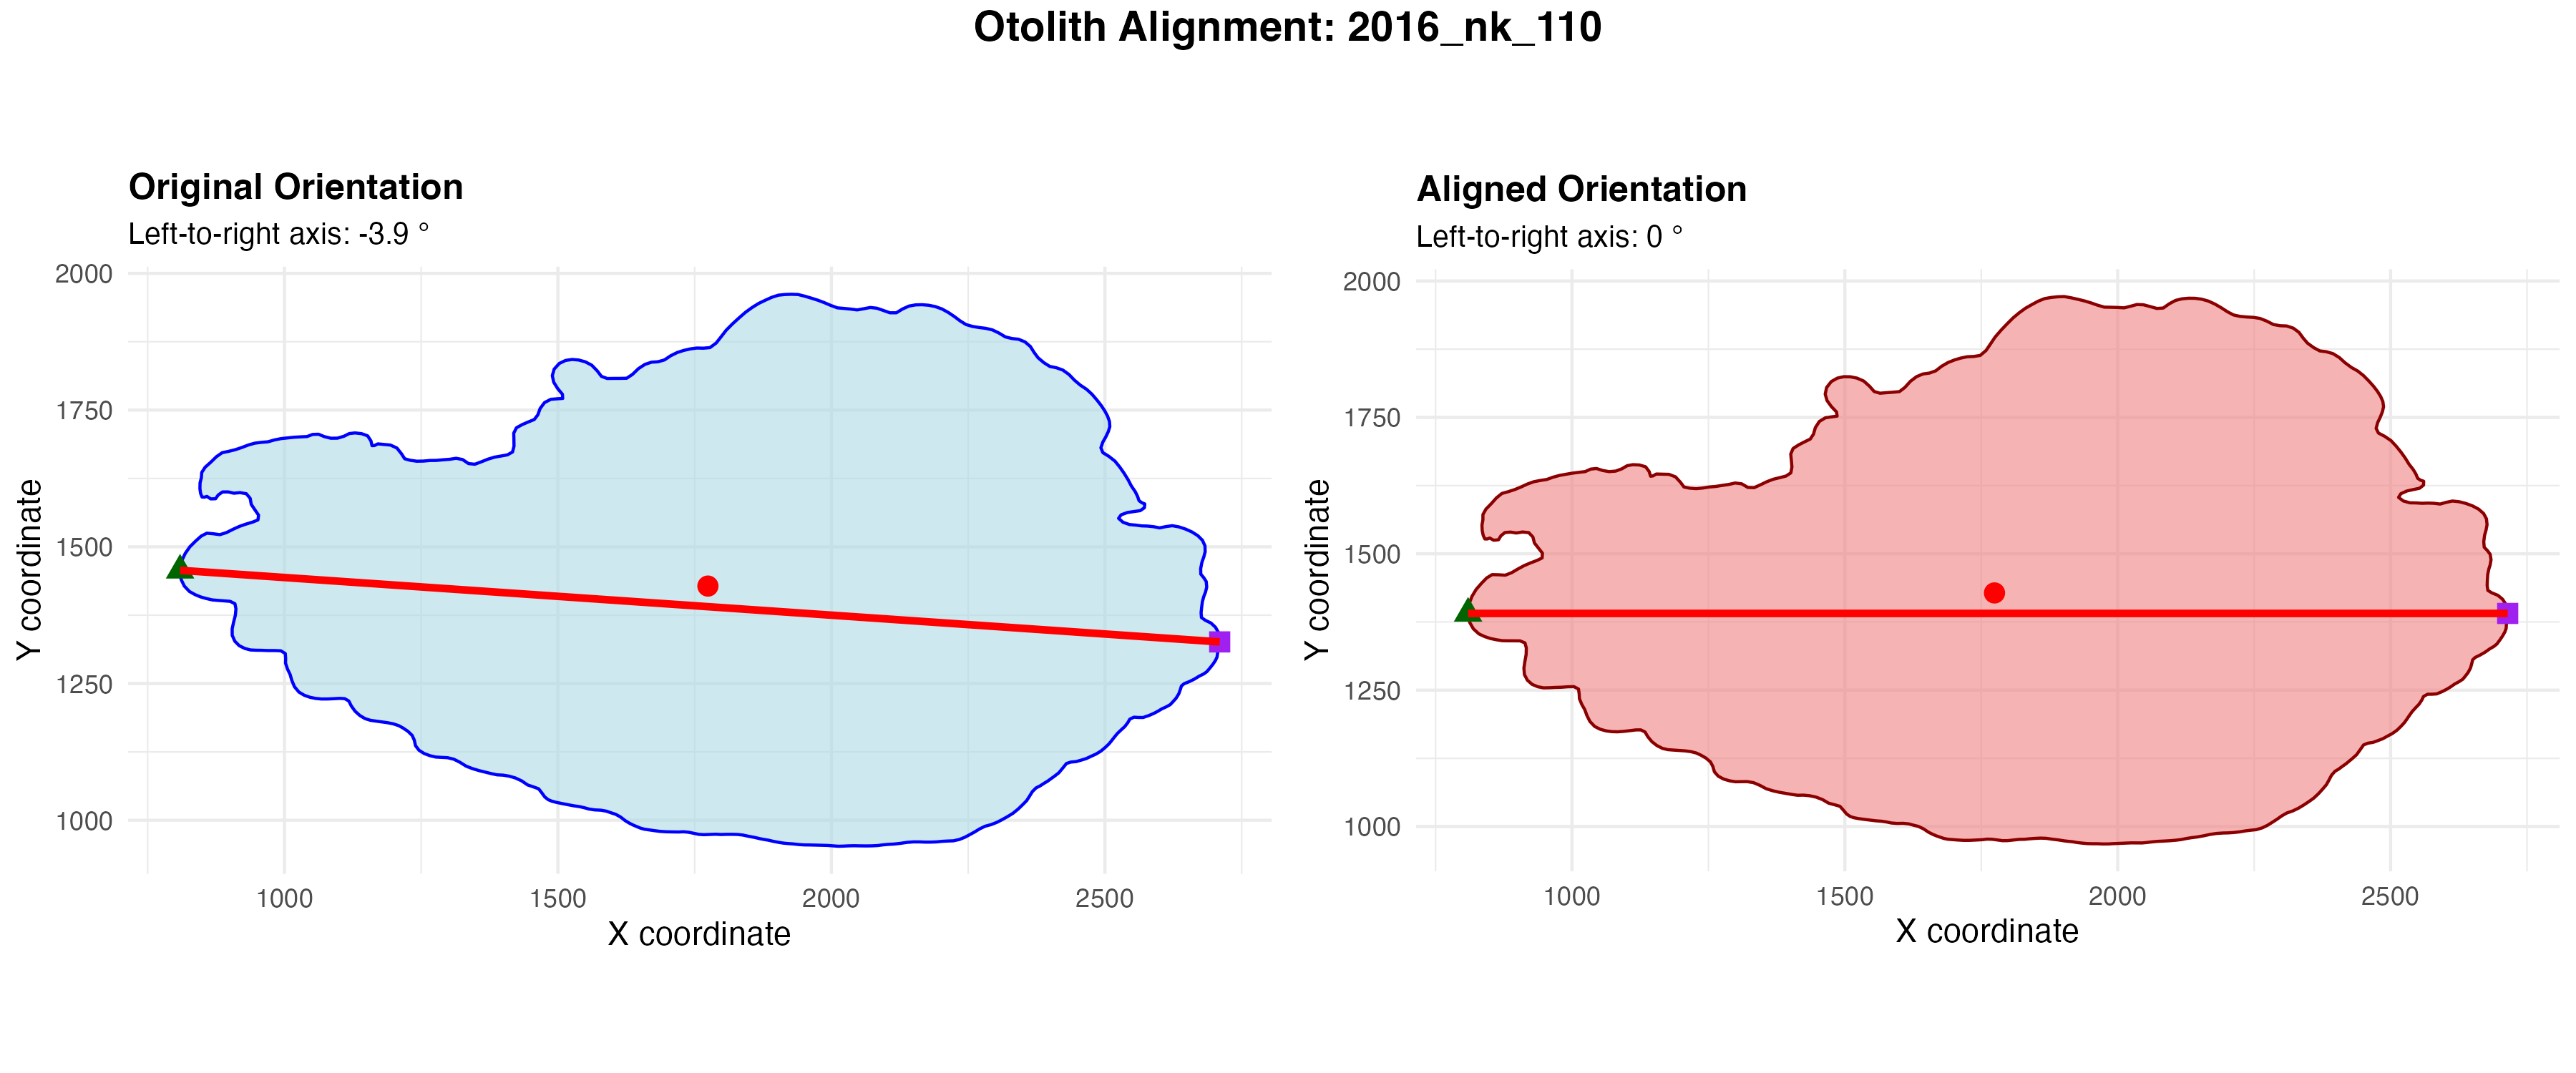 Otolith Alignment: 2016_nk_110
Original Orientation
Left-to-right axis: -3.9 °
2000
1750
1500
1250
1000
Y coordinate
1000 1500 2000 2500
X coordinate
Aligned Orientation
Left-to-right axis: 0 °
2000
1750
1500
1250
1000
Y coordinate
1000 1500 2000 2500
X coordinate